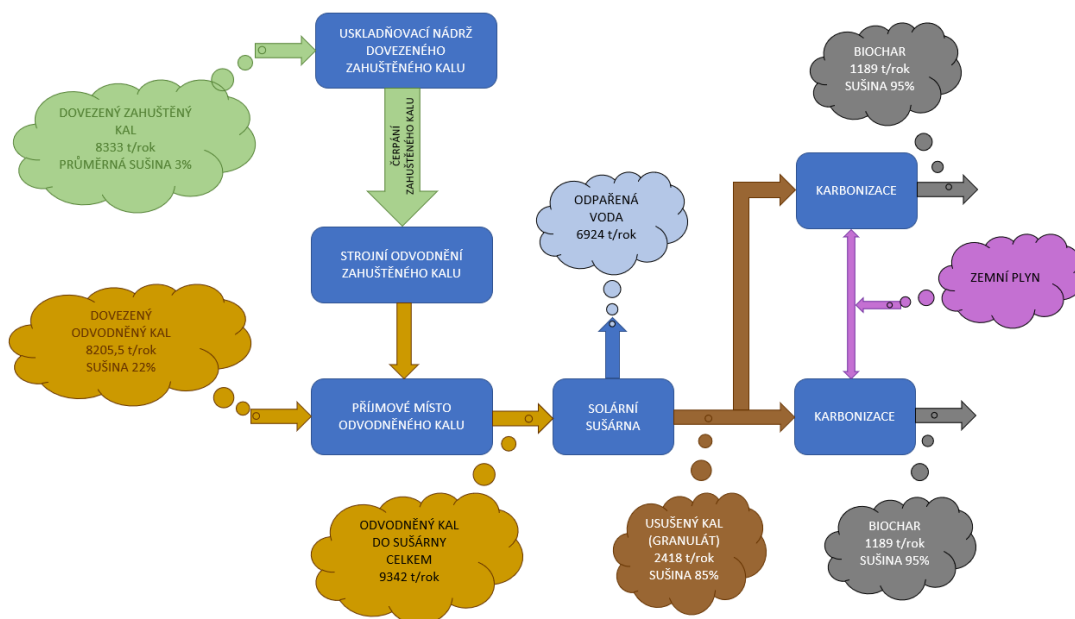 USKLADŇOVACÍ NÁDRŽ
DOVEZENÉHO
ZAHUŠTĚNÉHO KALU
BIOCHAR
1189 t/rok
SUŠINA 95%
DOVEZENÝ ZAHUŠTĚNÝ
KAL
8333 t/rok
PRŮMĚRNÁ SUŠINA 3%
ČERPÁNÍ
ZAHUŠTĚNÉHO KALU
ODPAŘENÁ
VODA
6924 t/rok
KARBONIZACE
STROJNÍ ODVODNĚNÍ
ZAHUŠTĚNÉHO KALU
ZEMNÍ PLYN
DOVEZENÝ
ODVODNĚNÝ KAL
8205,5 t/rok
SUŠINA 22%
PŘÍJMOVÉ MÍSTO
ODVODNĚNÉHO KALU
SOLÁRNÍ
SUŠÁRNA
KARBONIZACE
ODVODNĚNÝ KAL
DO SUŠÁRNY
CELKEM
9342 t/rok
USUŠENÝ KAL
(GRANULÁT)
2418 t/rok
SUŠINA 85%
BIOCHAR
1189 t/rok
SUŠINA 95%